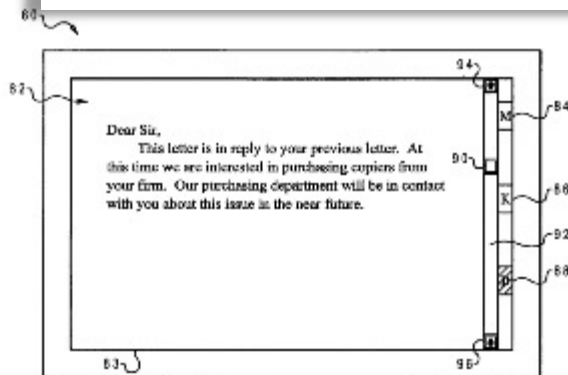 80
94
82
84
M
Dear Sir,
This letter is in reply to your previous letter. At
this time we are interested in purchasing copiers from
your firm. Our purchasing department will be in contact
with you about this issue in the near future.
90
86
K
92
88
83
96